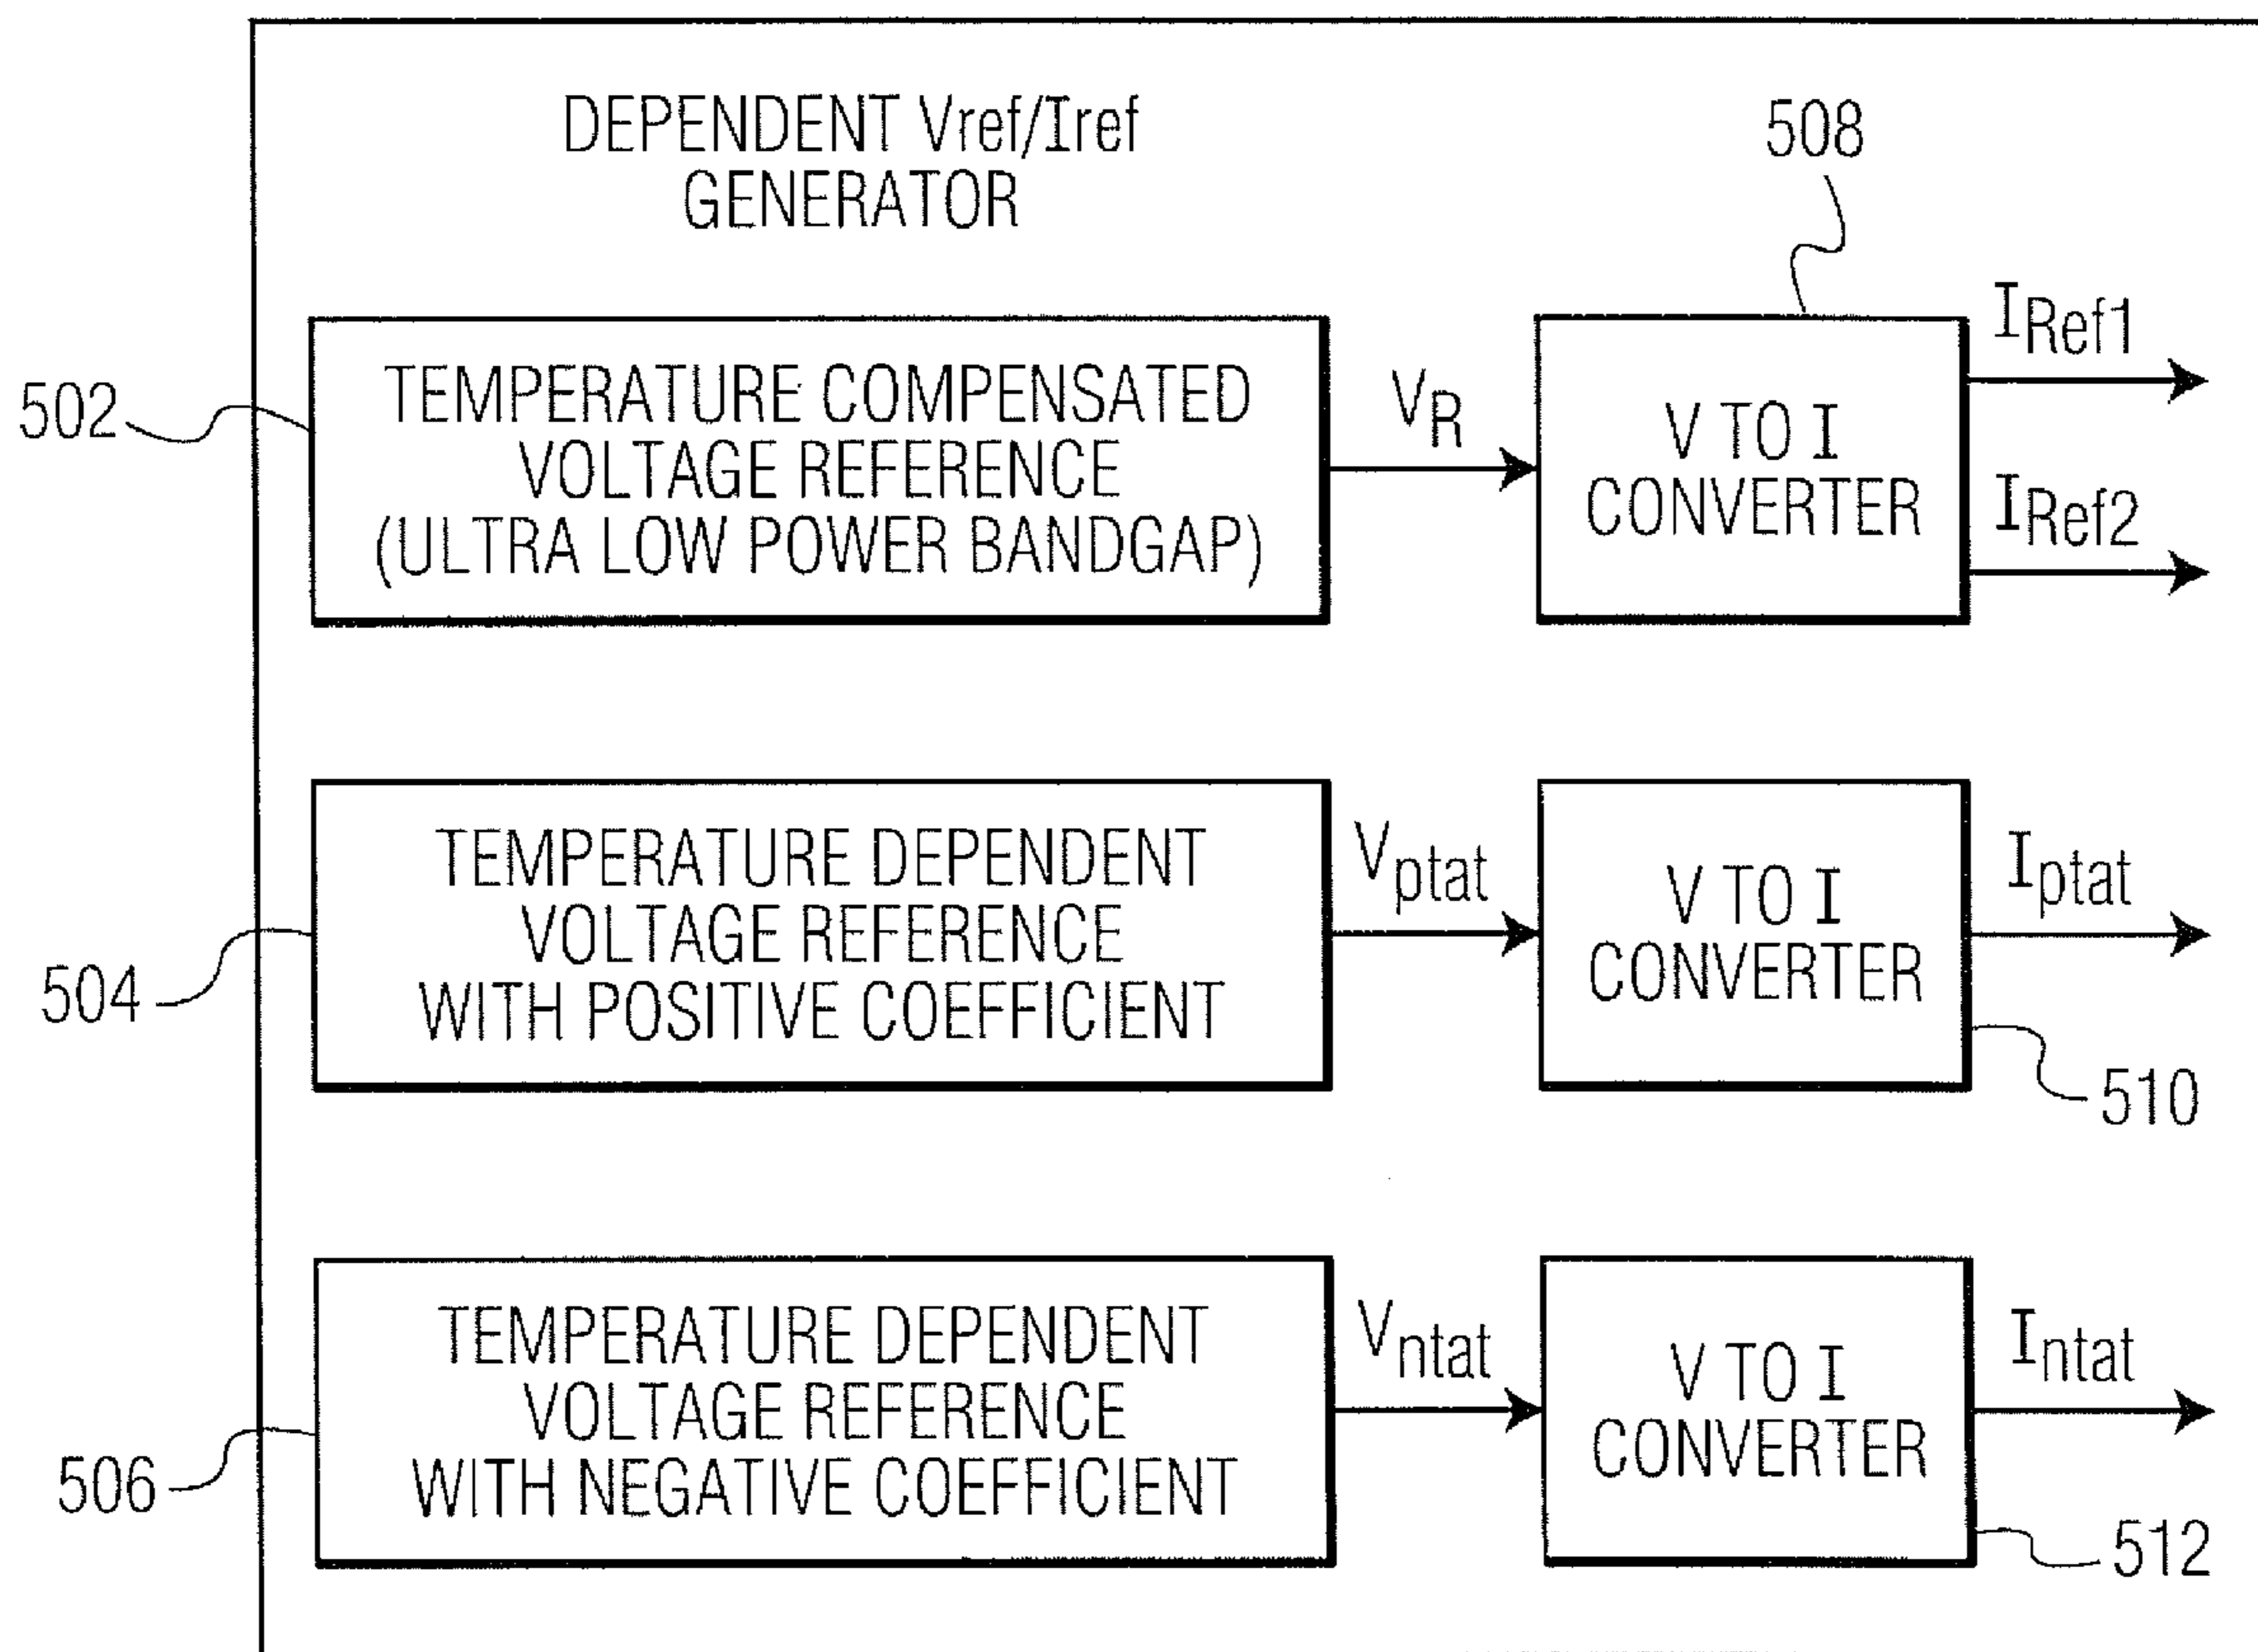 DEPENDENT Vref/Iref
GENERATOR
508
502
TEMPERATURE COMPENSATED
VOLTAGE REFERENCE
(ULTRA LOW POWER BANDGAP)
VR
V TO I
CONVERTER
IRef1
IRef2
504
TEMPERATURE DEPENDENT
VOLTAGE REFERENCE
WITH POSITIVE COEFFICIENT
Vptat
V TO I
CONVERTER
Iptat
510
506
TEMPERATURE DEPENDENT
VOLTAGE REFERENCE
WITH NEGATIVE COEFFICIENT
Vntat
V TO I
CONVERTER
Intat
512